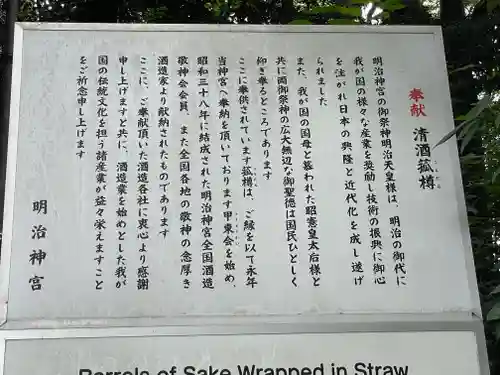 奉献 清酒菰樽
こもだる
明治神宮の御祭神明治天皇様は、明治の御代に
我が国の様々な産業を奨励し技術の振興に御心
を注がれ日本の興隆と近代化を成し遂げ
られました
また、我が国の国母と慕われた昭憲皇太后様と
共に両御祭神の広大無辺な御聖徳は国民ひとしく
仰ぎ奉るところであります
ここに奉供されています菰樽は、ご縁を以て永年
当神宮へ奉納を頂いております甲東会を始め、
昭和三十八年に結成された明治神宮全国酒造
敬神会会員、また全国各地の敬神の念厚き
酒造家より献納されたものであります
ここに、ご奉献頂いた酒造各社に衷心より感謝
申し上げますと共に、酒造業を始めとした我が
国の伝統文化を担う諸産業が益々栄えますこと
をご祈念申し上げます
明治神宮
Barrels of Sake Wrapped in Straw